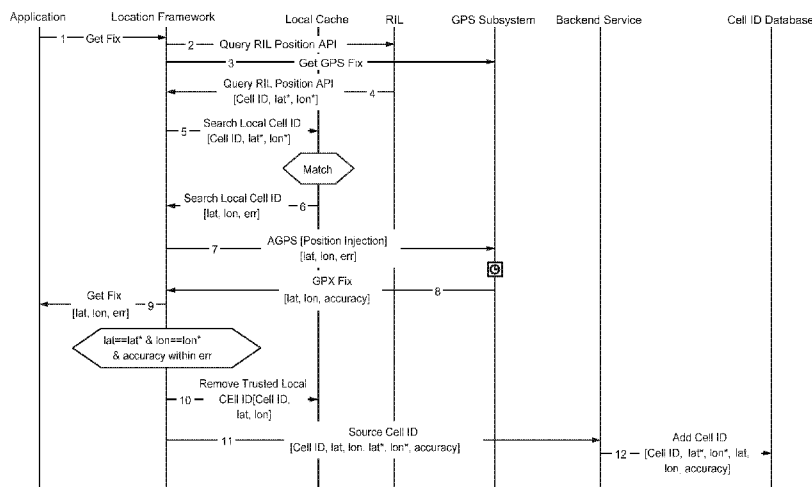 Application
Location Framework
Local Cache
RIL
GPS Subsystem
Backend Service
Cell ID Database
1 Get Fix
2 Query RIL Position API
3 Get GPS Fix
Query RIL Position API
4
[Cell ID, lat*, lon*]
Search Local Cell ID
5
[Cell ID, lat*, lon*]
Match
Search Local Cell ID
6
[lat, lon, err]
AGPS [Position Injection]
7
[lat, lon, err]
GPX Fix
8
[lat, lon, accuracy]
Get Fix
9
[lat, lon, err]
lat==lat* & lon==lon*
& accuracy within err
Remove Trusted Local
10 CEll ID[Cell ID,
lat, lon]
Source Cell ID
11
[Cell ID, lat, lon, lat*, lon*, accuracy]
Add Cell ID
12 [Cell ID, lat*, lon*, lat,
lon, accuracy]